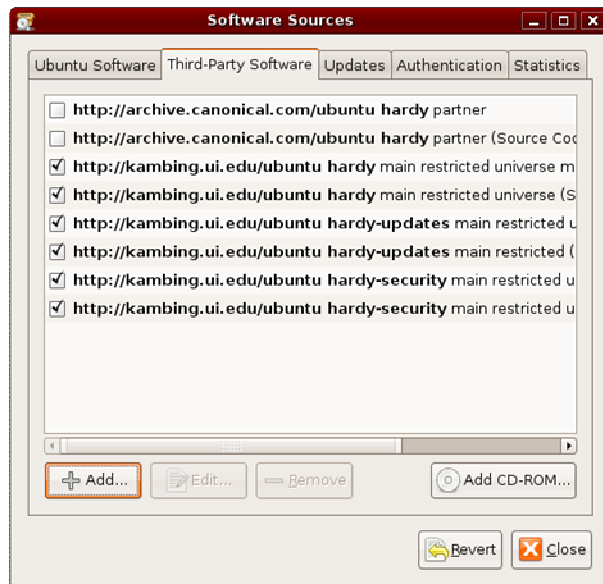 Software Sources
Ubuntu Software Third-Party Software Updates Authentication Statistics
http://archive.canonical.com/ubuntu hardy partner
http://archive.canonical.com/ubuntu hardy partner (Source Cod
http://kambing.ui.edu/ubuntu hardy main restricted universe m
http://kambing.ui.edu/ubuntu hardy main restricted universe (S
http://kambing.ui.edu/ubuntu hardy-updates main restricted u
http://kambing.ui.edu/ubuntu hardy-updates main restricted (
http://kambing.ui.edu/ubuntu hardy-security main restricted u
http://kambing.ui.edu/ubuntu hardy-security main restricted u
Add... Edit... Remove Add CD-ROM...
Revert Close